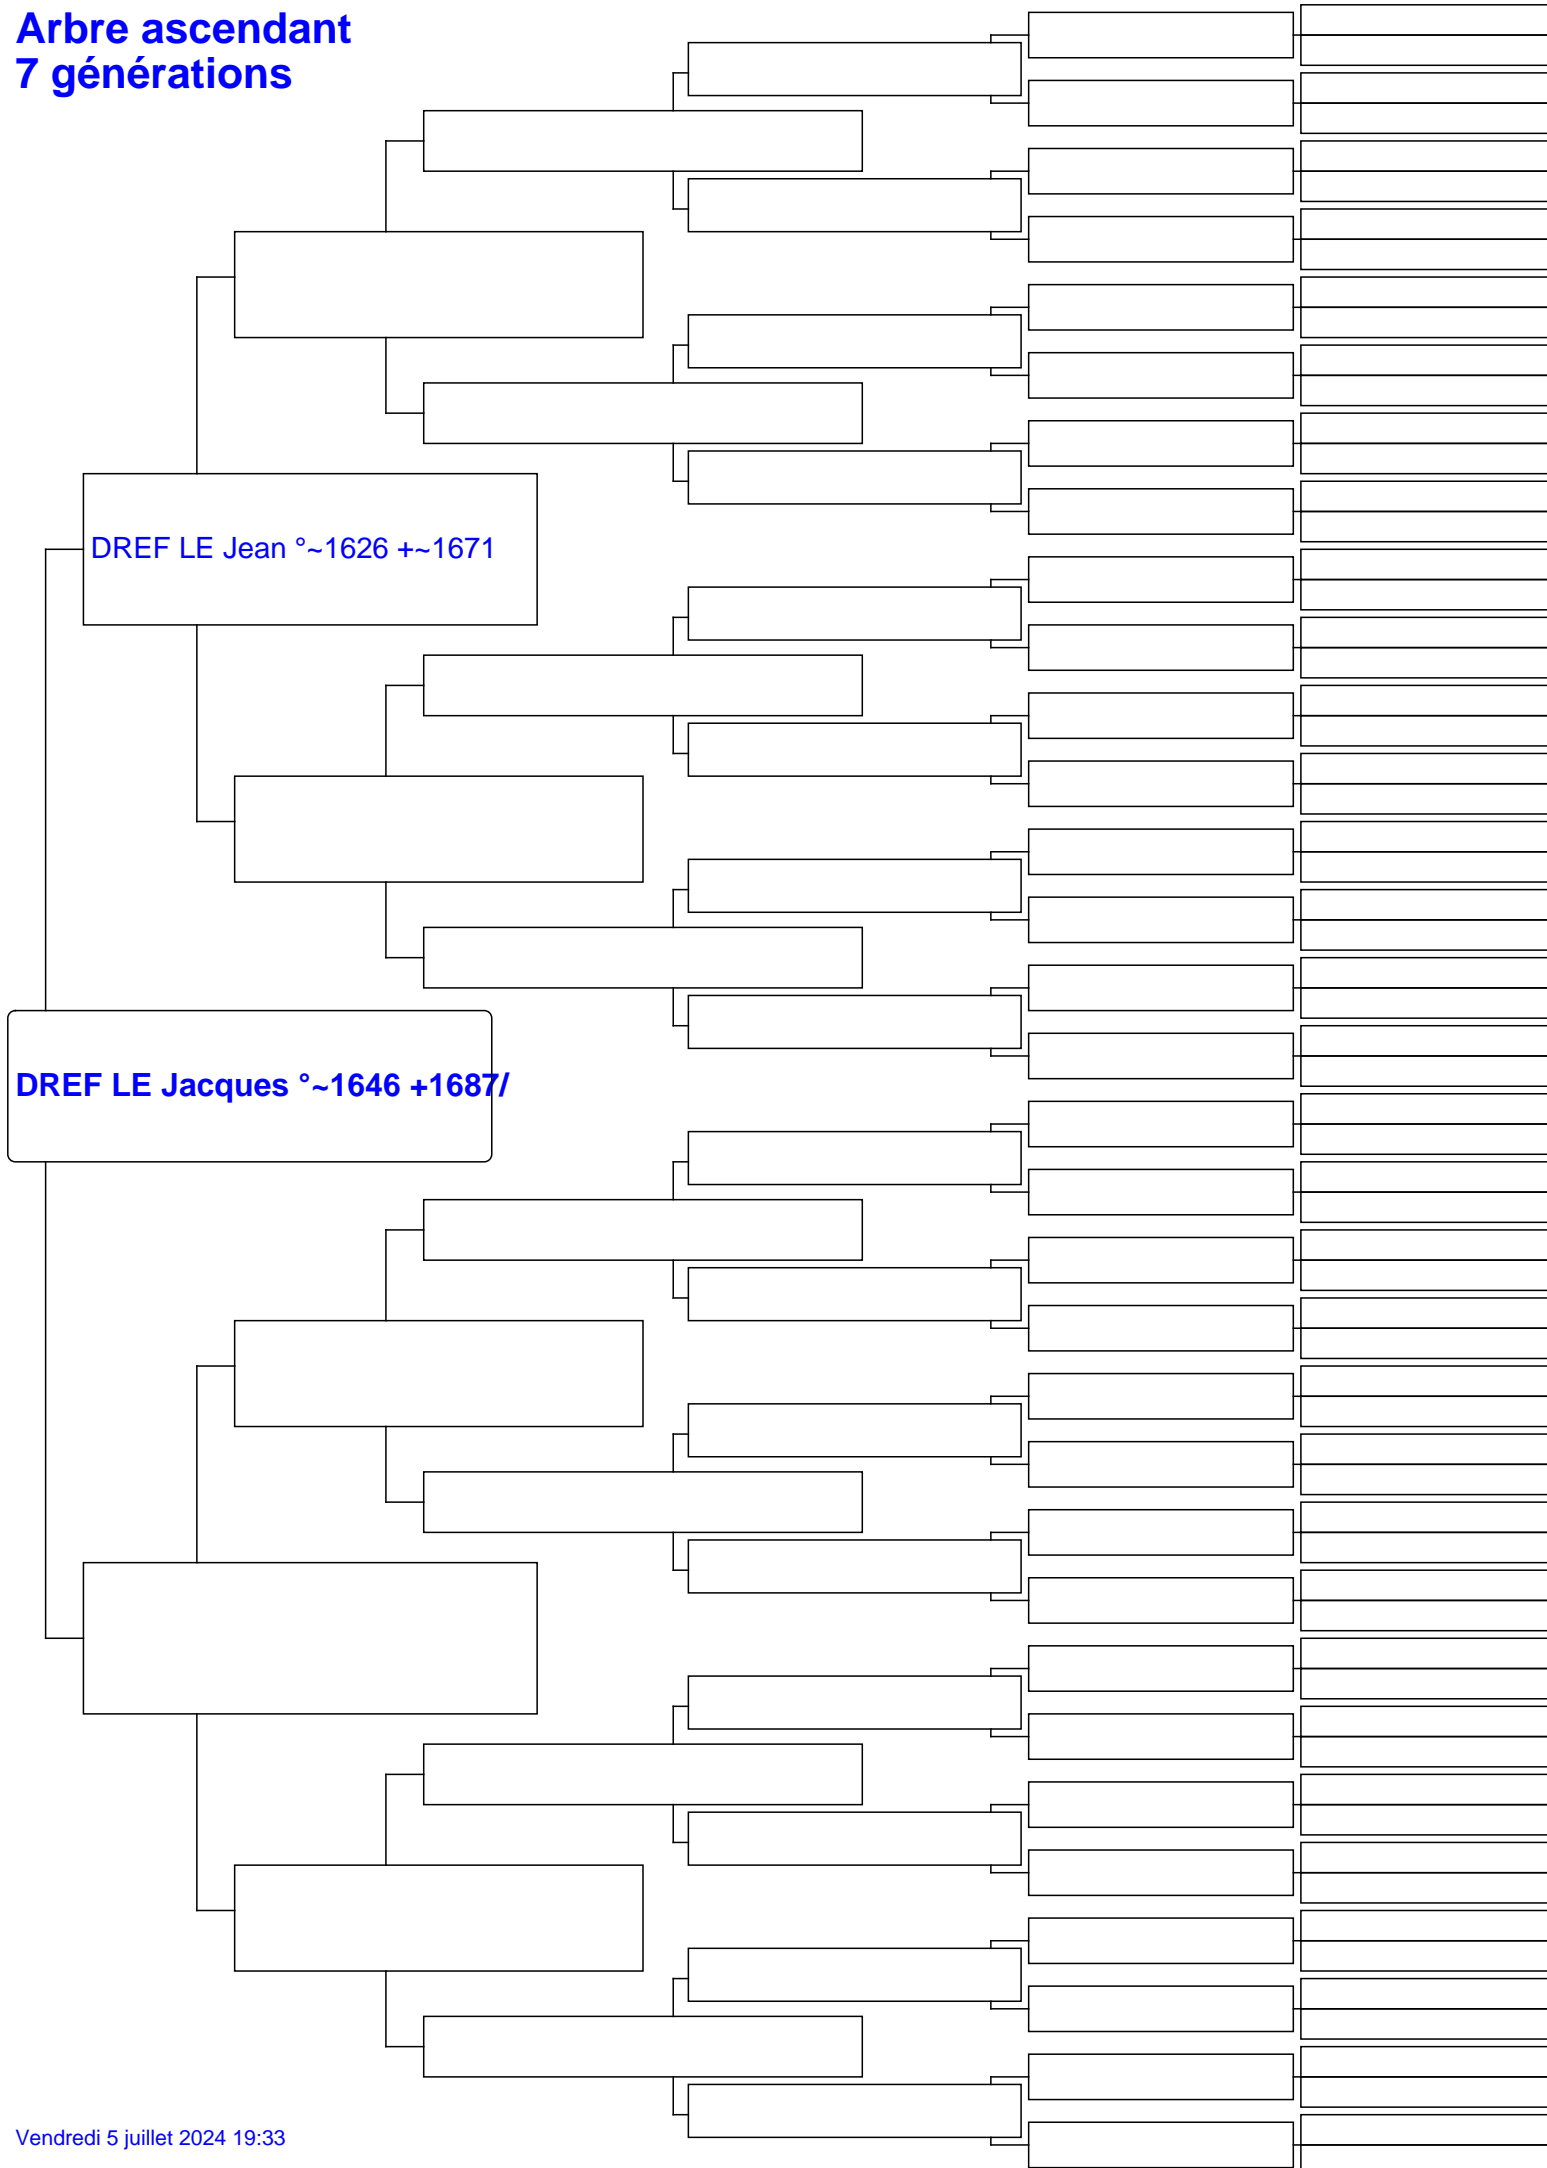 Arbre ascendant
7 générations
DREF LE Jean °~1626 +~1671
DREF LE Jacques °~1646 +1687/
Vendredi 5 juillet 2024 19:33